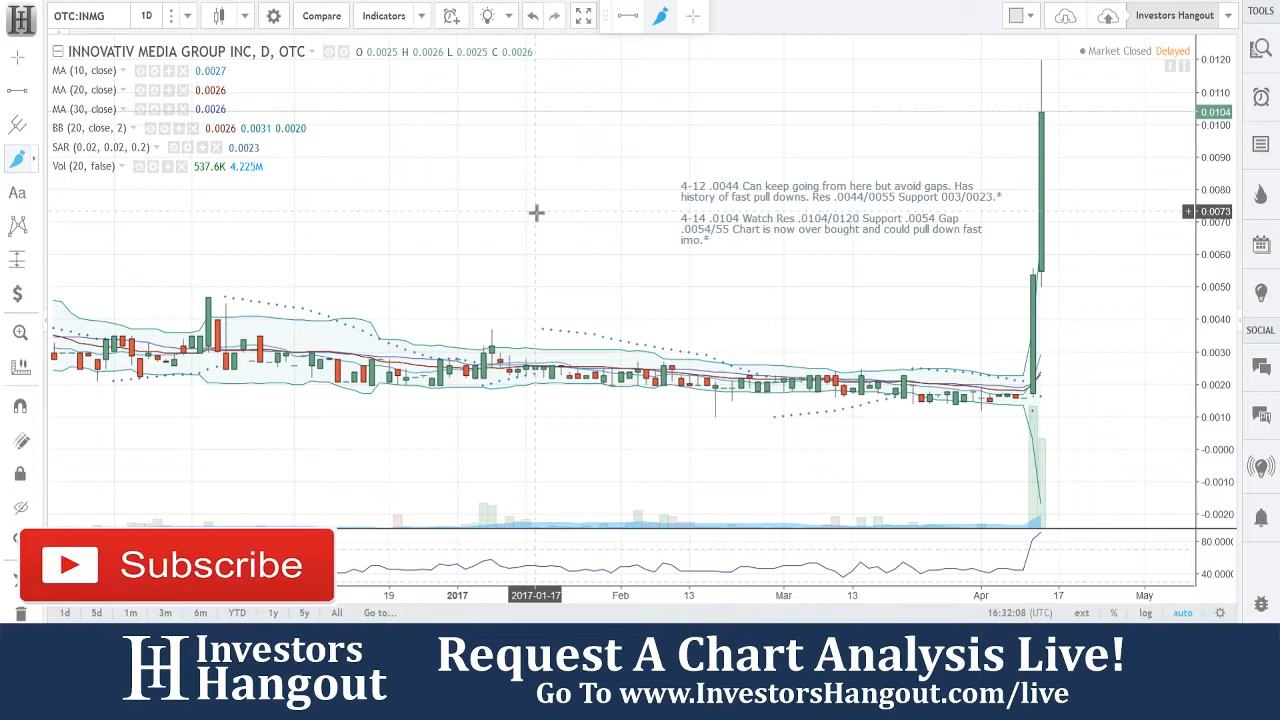 OTC:INMG 1D Compare Indicators Investors Hangout TOOLS
INNOVATIV MEDIA GROUP INC, D, OTC O 0.0025 H 0.0026 L 0.0025 C 0.0026
Market Closed Delayed
MA (10, close) 0.0027
MA (20, close) 0.0026
MA (30, close) 0.0026
BB (20, close, 2) 0.0026 0.0031 0.0020
SAR (0.02, 0.02, 0.2) 0.0023
Vol (20, false) 537.6K 4.225M
4-12 .0044 Can keep going from here but avoid gaps. Has
history of fast pull downs. Res .0044/0055 Support 003/0023.*
4-14 .0104 Watch Res .0104/0120 Support .0054 Gap
.0054/55 Chart is now over bought and could pull down fast
imo.*
0.0120
0.0110
0.0104
0.0100
0.0090
0.0080
0.0073
0.0070
0.0060
0.0050
0.0040
0.0030
0.0020
0.0010
-0.0000
-0.0010
-0.0020
80.0000
40.0000
Aa
$
SOCIAL
Subscribe
19 2017 2017-01-17 Feb 13 Mar 13 Apr 17 May
1d 5d 1m 3m 6m YTD 1y 5y All Go to... 16:32:08 (UTC) ext % log auto
Investors
Hangout
Request A Chart Analysis Live!
Go To www.InvestorsHangout.com/live